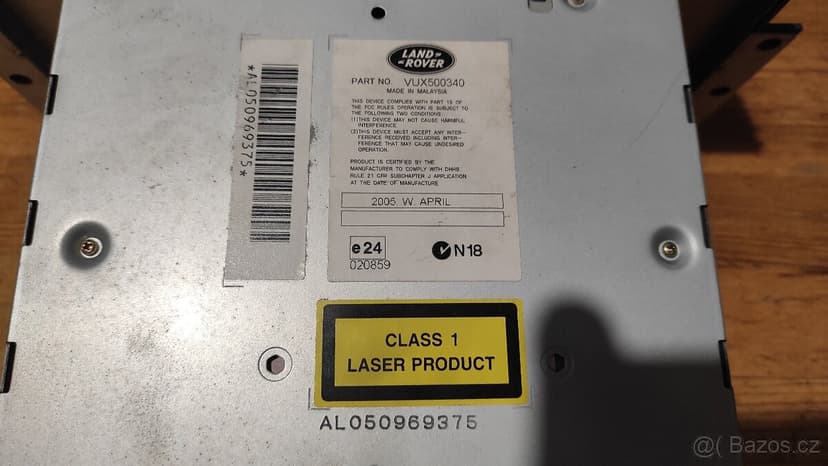 LAND-
-ROVER
PART NO. VUX500340
MADE IN MALAYSIA
THIS DEVICE COMPLIES WITH PART 15 OF
THE FCC RULES OPERATION IS SUBJECT TO
THE FOLLOWING TWO CONDITIONS.
(1)THIS DEVICE MAY NOT CAUSE HARMFUL
INTERFERENCE.
(2)THIS DEVICE MUST ACCEPT ANY INTER-
FERENCE RECEIVED INCLUDING INTER-
FERENCE THAT MAY CAUSE UNDESIRED
OPERATION.
PRODUCT IS CERTIFIED BY THE
MANUFACTURER TO COMPLY WITH DHHS
RULE 21 CFR SUBCHAPTER J APPLICATION
AT THE DATE OF MANUFACTURE
2005. W. APRIL
e24
020859
N18
*AL050969375*
CLASS 1
LASER PRODUCT
AL050969375
@( Bazos.cz